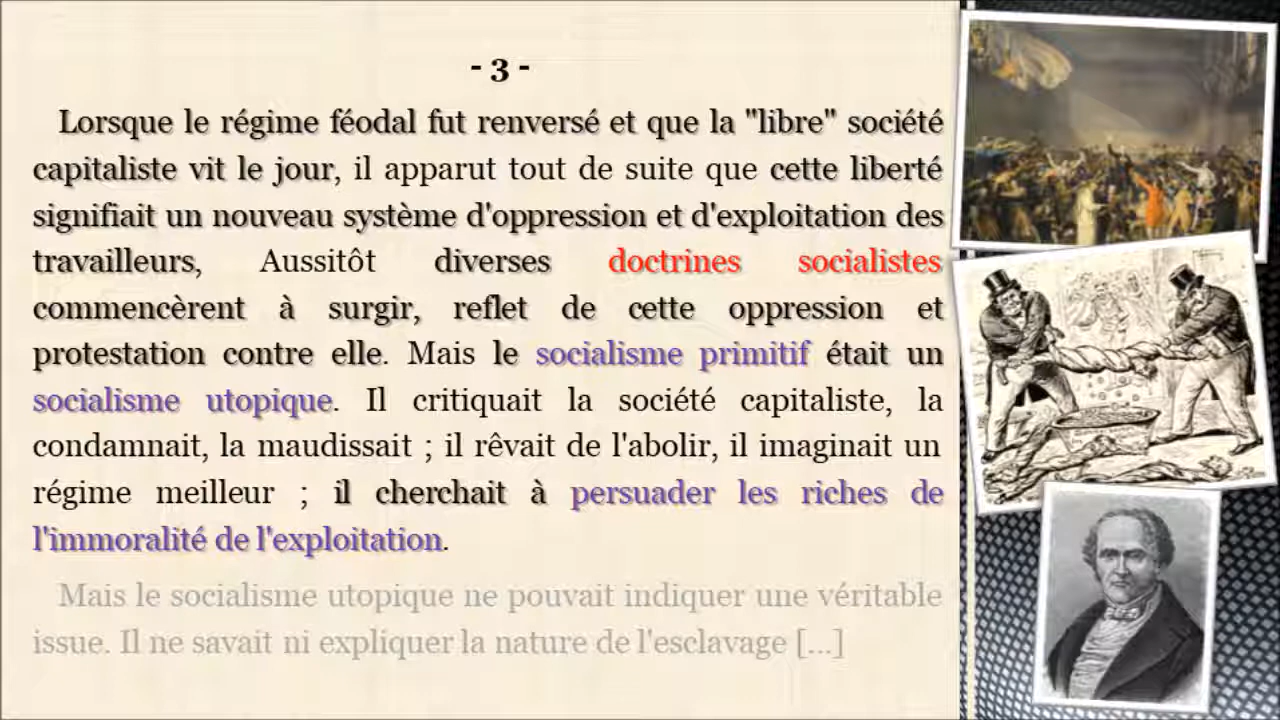 - 3 -
Lorsque le régime féodal fut renversé et que la "libre" société
capitaliste vit le jour, il apparut tout de suite que cette liberté
signifiait un nouveau système d'oppression et d'exploitation des
travailleurs, Aussitôt diverses doctrines socialistes
commencèrent à surgir, reflet de cette oppression et
protestation contre elle. Mais le socialisme primitif était un
socialisme utopique. Il critiquait la société capitaliste, la
condamnait, la maudissait ; il rêvait de l'abolir, il imaginait un
régime meilleur ; il cherchait à persuader les riches de
l'immoralité de l'exploitation.
Mais le socialisme utopique ne pouvait indiquer une véritable
issue. Il ne savait ni expliquer la nature de l'esclavage [...]